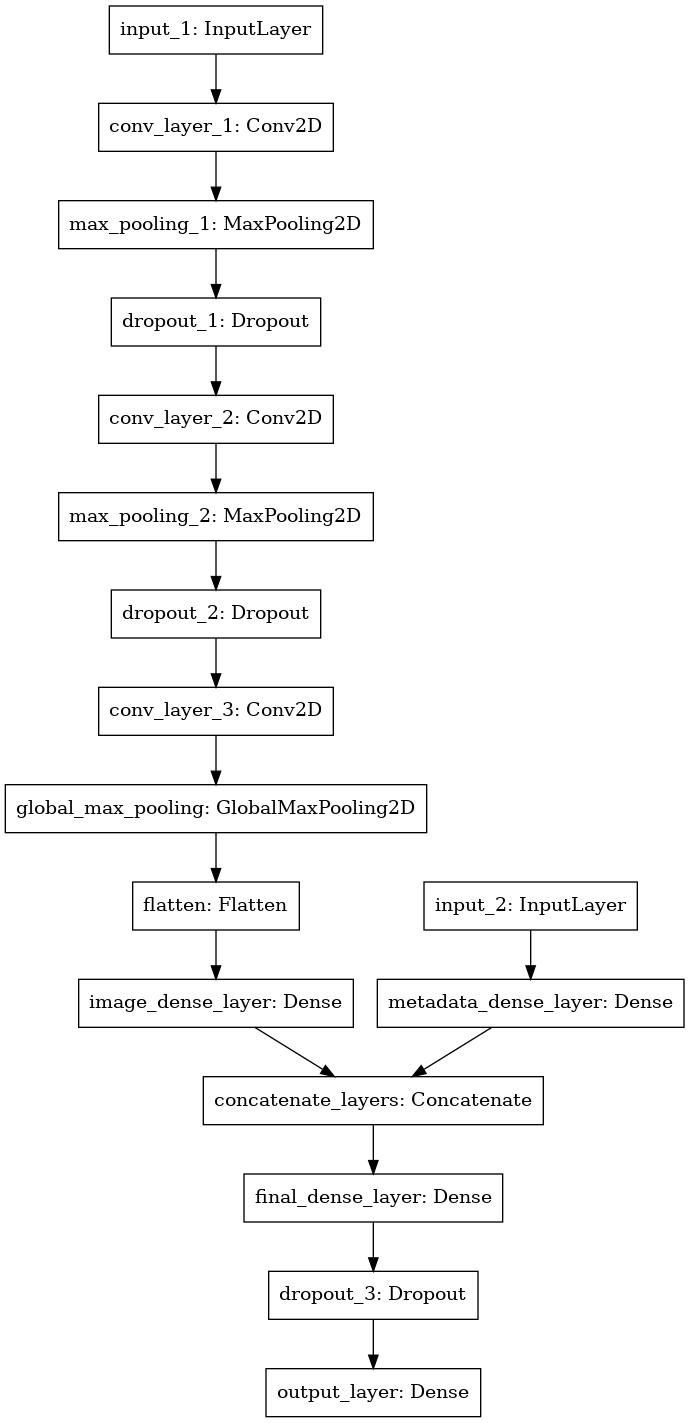 input_1: InputLayer
conv_layer_1: Conv2D
max_pooling_1: MaxPooling2D
dropout_1: Dropout
conv_layer_2: Conv2D
max_pooling_2: MaxPooling2D
dropout_2: Dropout
conv_layer_3: Conv2D
global_max_pooling: GlobalMaxPooling2D
flatten: Flatten
input_2: InputLayer
image_dense_layer: Dense
metadata_dense_layer: Dense
concatenate_layers: Concatenate
final_dense_layer: Dense
dropout_3: Dropout
output_layer: Dense